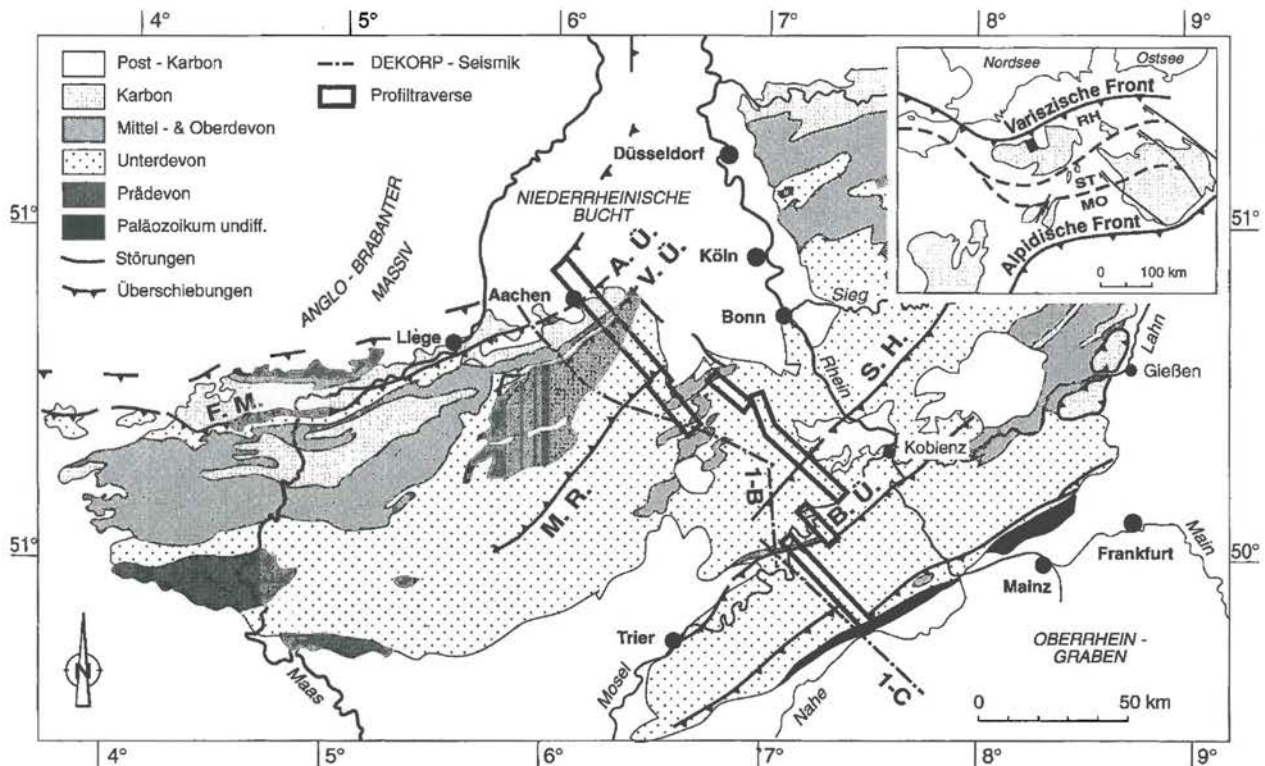 4° 5° 6° 7° 8° 9°
Post - Karbon
Karbon
Mittel - & Oberdevon
Unterdevon
Prädevon
Paläozoikum undiff.
Störungen
Überschiebungen
DEKORP - Seismik
Profiltraverse
Nordsee
Ostsee
Variszische Front
RH
ST
MO
Alpidische Front
0 100 km
51°
51°
ANGLO - BRABANTER
MASSIV
NIEDERRHEINISCHE
BUCHT
Düsseldorf
Köln
Bonn
Sieg
Rhein
Aachen
A. Ü.
V. Ü.
Liège
F. M.
S. H.
Lahn
Gießen
Koblenz
M. R.
1-B
B. Ü.
51°
50°
Frankfurt
Main
Mainz
Trier
Mosel
Maas
Nahe
1-C
OBERRHEIN -
GRABEN
N
0 50 km
4° 5° 6° 7° 8° 9°